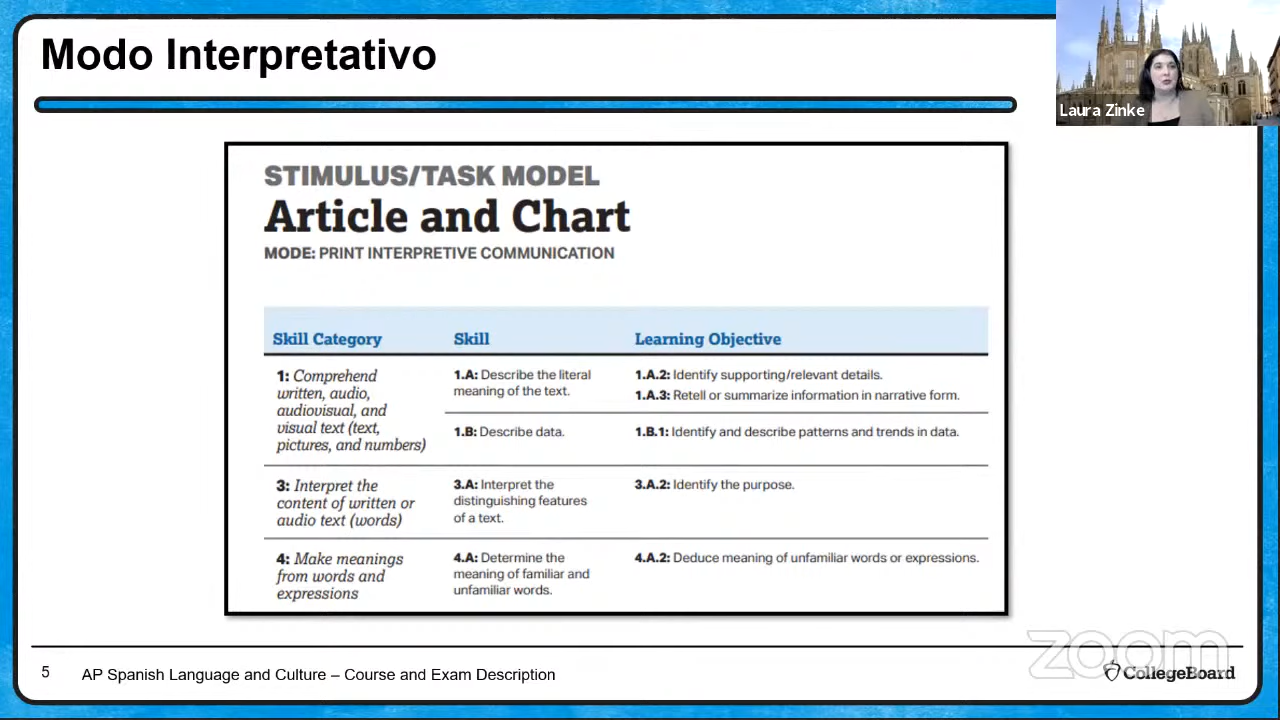 Modo Interpretativo
Laura Zinke
STIMULUS/TASK MODEL
Article and Chart
MODE: PRINT INTERPRETIVE COMMUNICATION
Skill Category
Skill
Learning Objective
1: Comprehend
written, audio,
audiovisual, and
visual text (text,
pictures, and numbers)
1.A: Describe the literal
meaning of the text.
1.A.2: Identify supporting/relevant details.
1.A.3: Retell or summarize information in narrative form.
1.B: Describe data.
1.B.1: Identify and describe patterns and trends in data.
3: Interpret the
content of written or
audio text (words)
3.A: Interpret the
distinguishing features
of a text.
3.A.2: Identify the purpose.
4: Make meanings
from words and
expressions
4.A: Determine the
meaning of familiar and
unfamiliar words.
4.A.2: Deduce meaning of unfamiliar words or expressions.
5
AP Spanish Language and Culture – Course and Exam Description
zoom
CollegeBoard